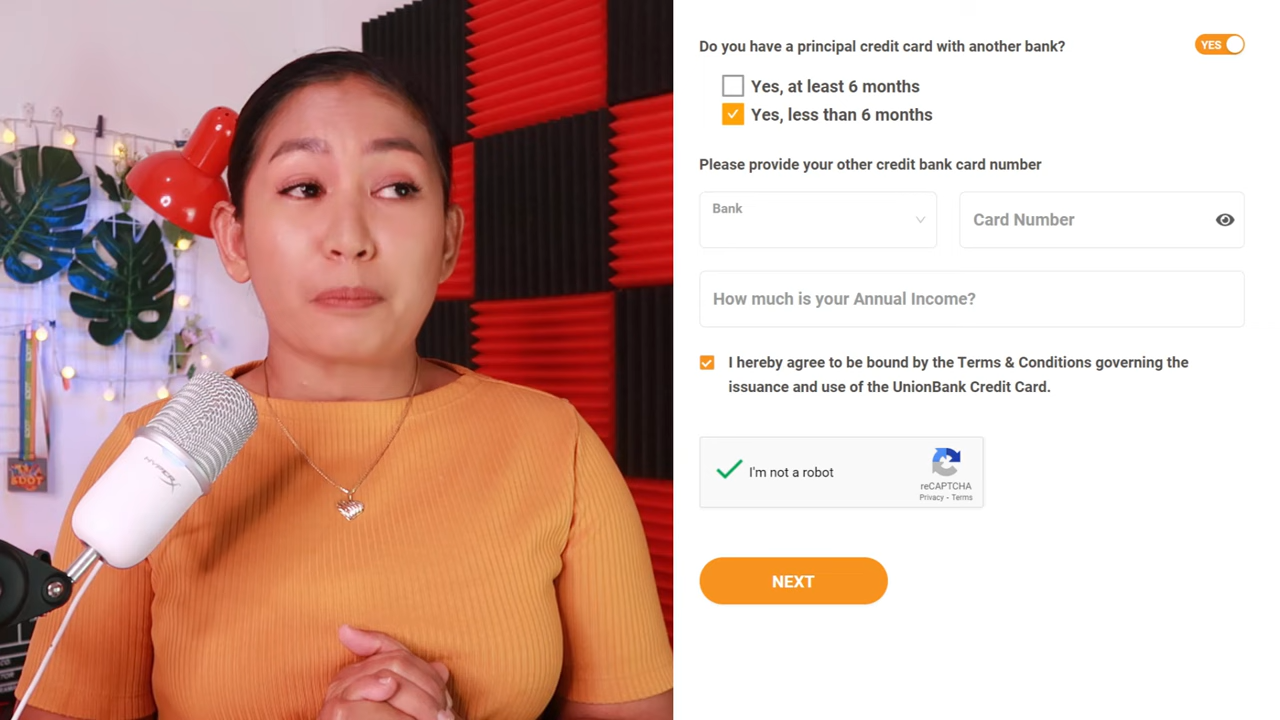 Do you have a principal credit card with another bank?
YES
Yes, at least 6 months
Yes, less than 6 months
Please provide your other credit bank card number
Bank
Card Number
How much is your Annual Income?
I hereby agree to be bound by the Terms & Conditions governing the
issuance and use of the UnionBank Credit Card.
I'm not a robot
reCAPTCHA
Privacy - Terms
NEXT
HYPERX